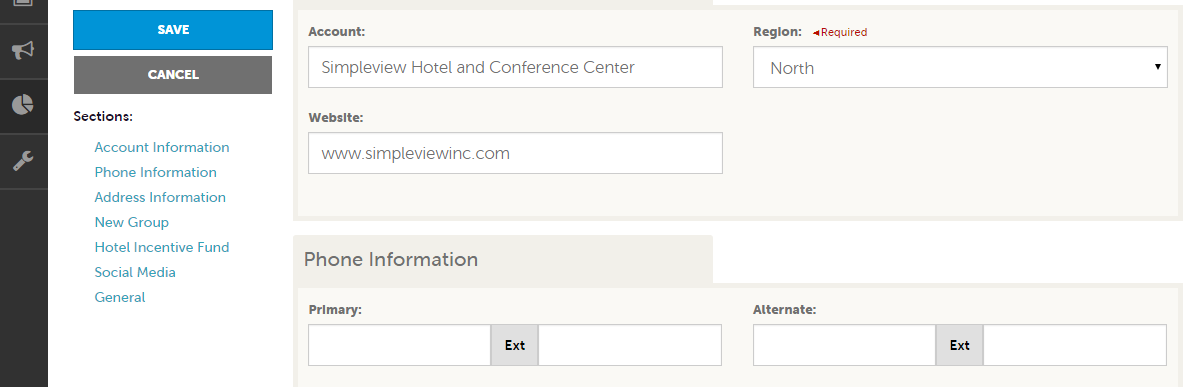 SAVE
CANCEL
Sections:
Account Information
Phone Information
Address Information
New Group
Hotel Incentive Fund
Social Media
General
Account:
Region: ◄Required
Simpleview Hotel and Conference Center
North
Website:
www.simpleviewinc.com
Phone Information
Primary:
Alternate:
Ext
Ext